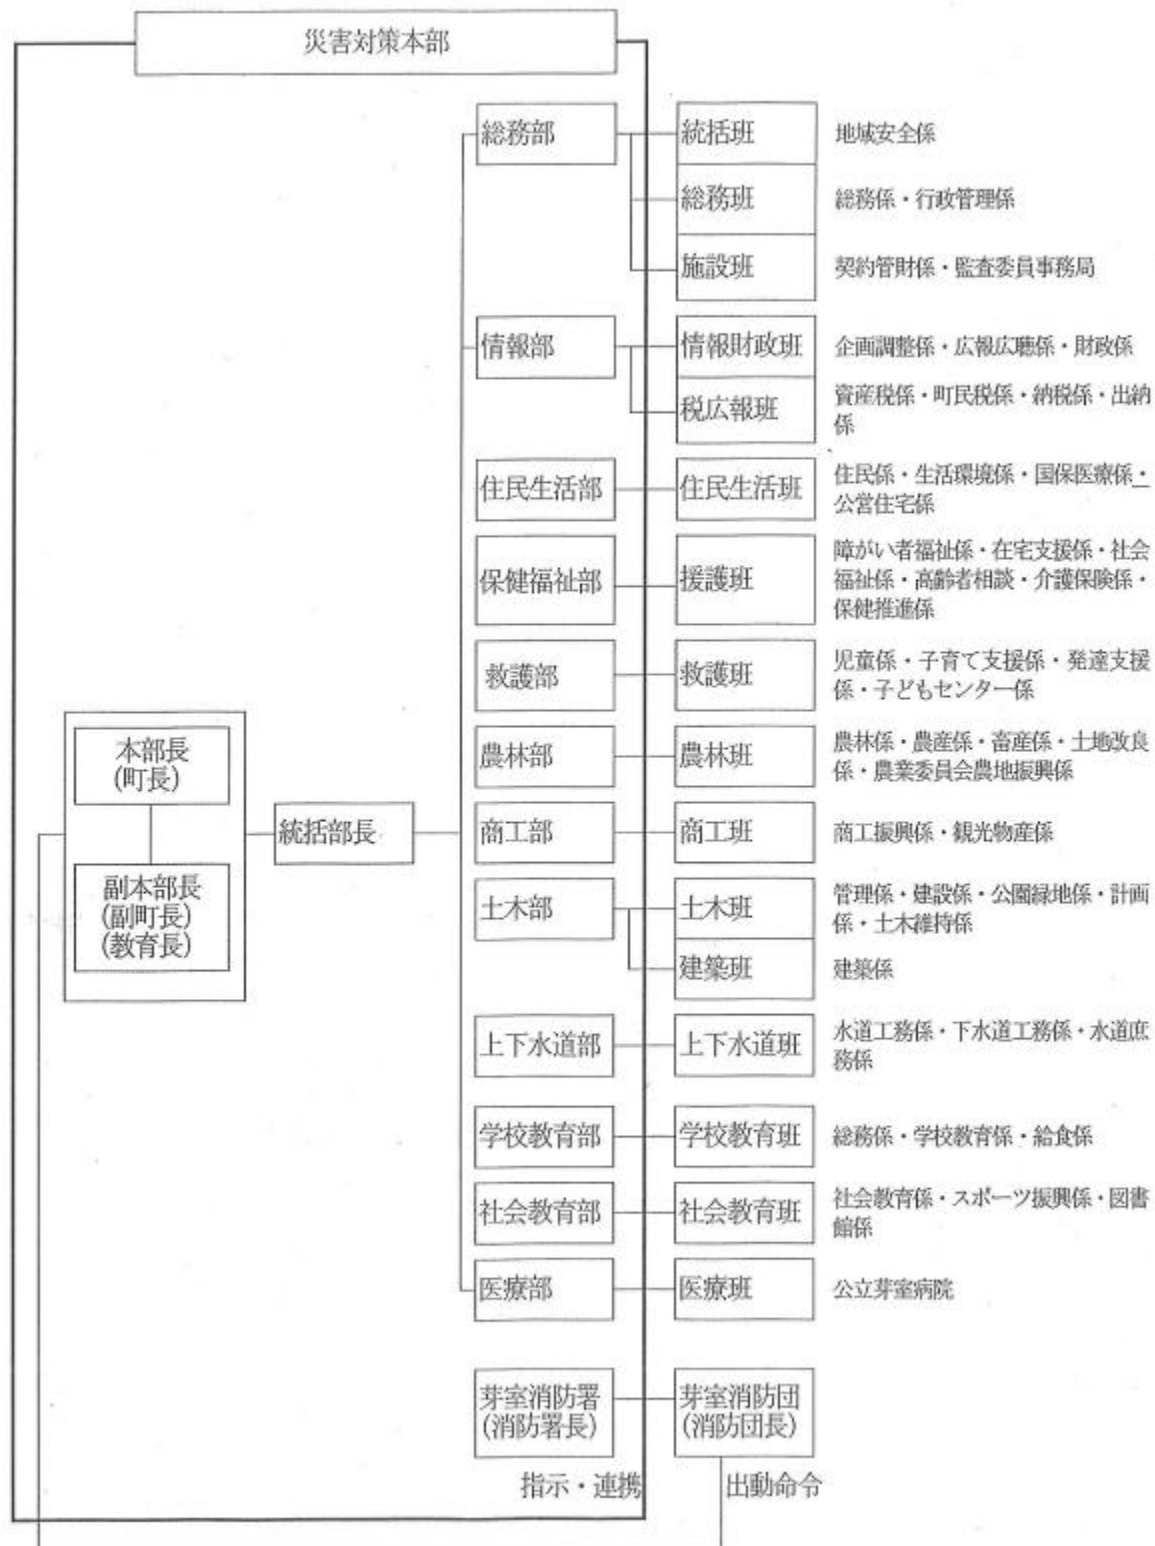 災害対策本部
総務部
統括班
地域安全係
総務班
総務係・行政管理係
施設班
契約管財係・監査委員事務局
情報部
情報財政班
企画調整係・広報広聴係・財政係
税広報班
資産税係・町民税係・納税係・出納
係
住民生活部
住民生活班
住民係・生活環境係・国保医療係・
公営住宅係
保健福祉部
援護班
障がい者福祉係・在宅支援係・社会
福祉係・高齢者相談・介護保険係・
保健推進係
救護部
救護班
児童係・子育て支援係・発達支援
係・子どもセンター係
農林部
農林班
農林係・農産係・畜産係・土地改良
係・農業委員会農地振興係
本部長
(町長)
副本部長
(副町長)
(教育長)
統括部長
商工部
商工班
商工振興係・観光物産係
土木部
土木班
管理係・建設係・公園緑地係・計画
係・土木維持係
建築班
建築係
上下水道部
上下水道班
水道工務係・下水道工務係・水道庶
務係
学校教育部
学校教育班
総務係・学校教育係・給食係
社会教育部
社会教育班
社会教育係・スポーツ振興係・図書
館係
医療部
医療班
公立芽室病院
芽室消防署
(消防署長)
芽室消防団
(消防団長)
指示・連携
出動命令